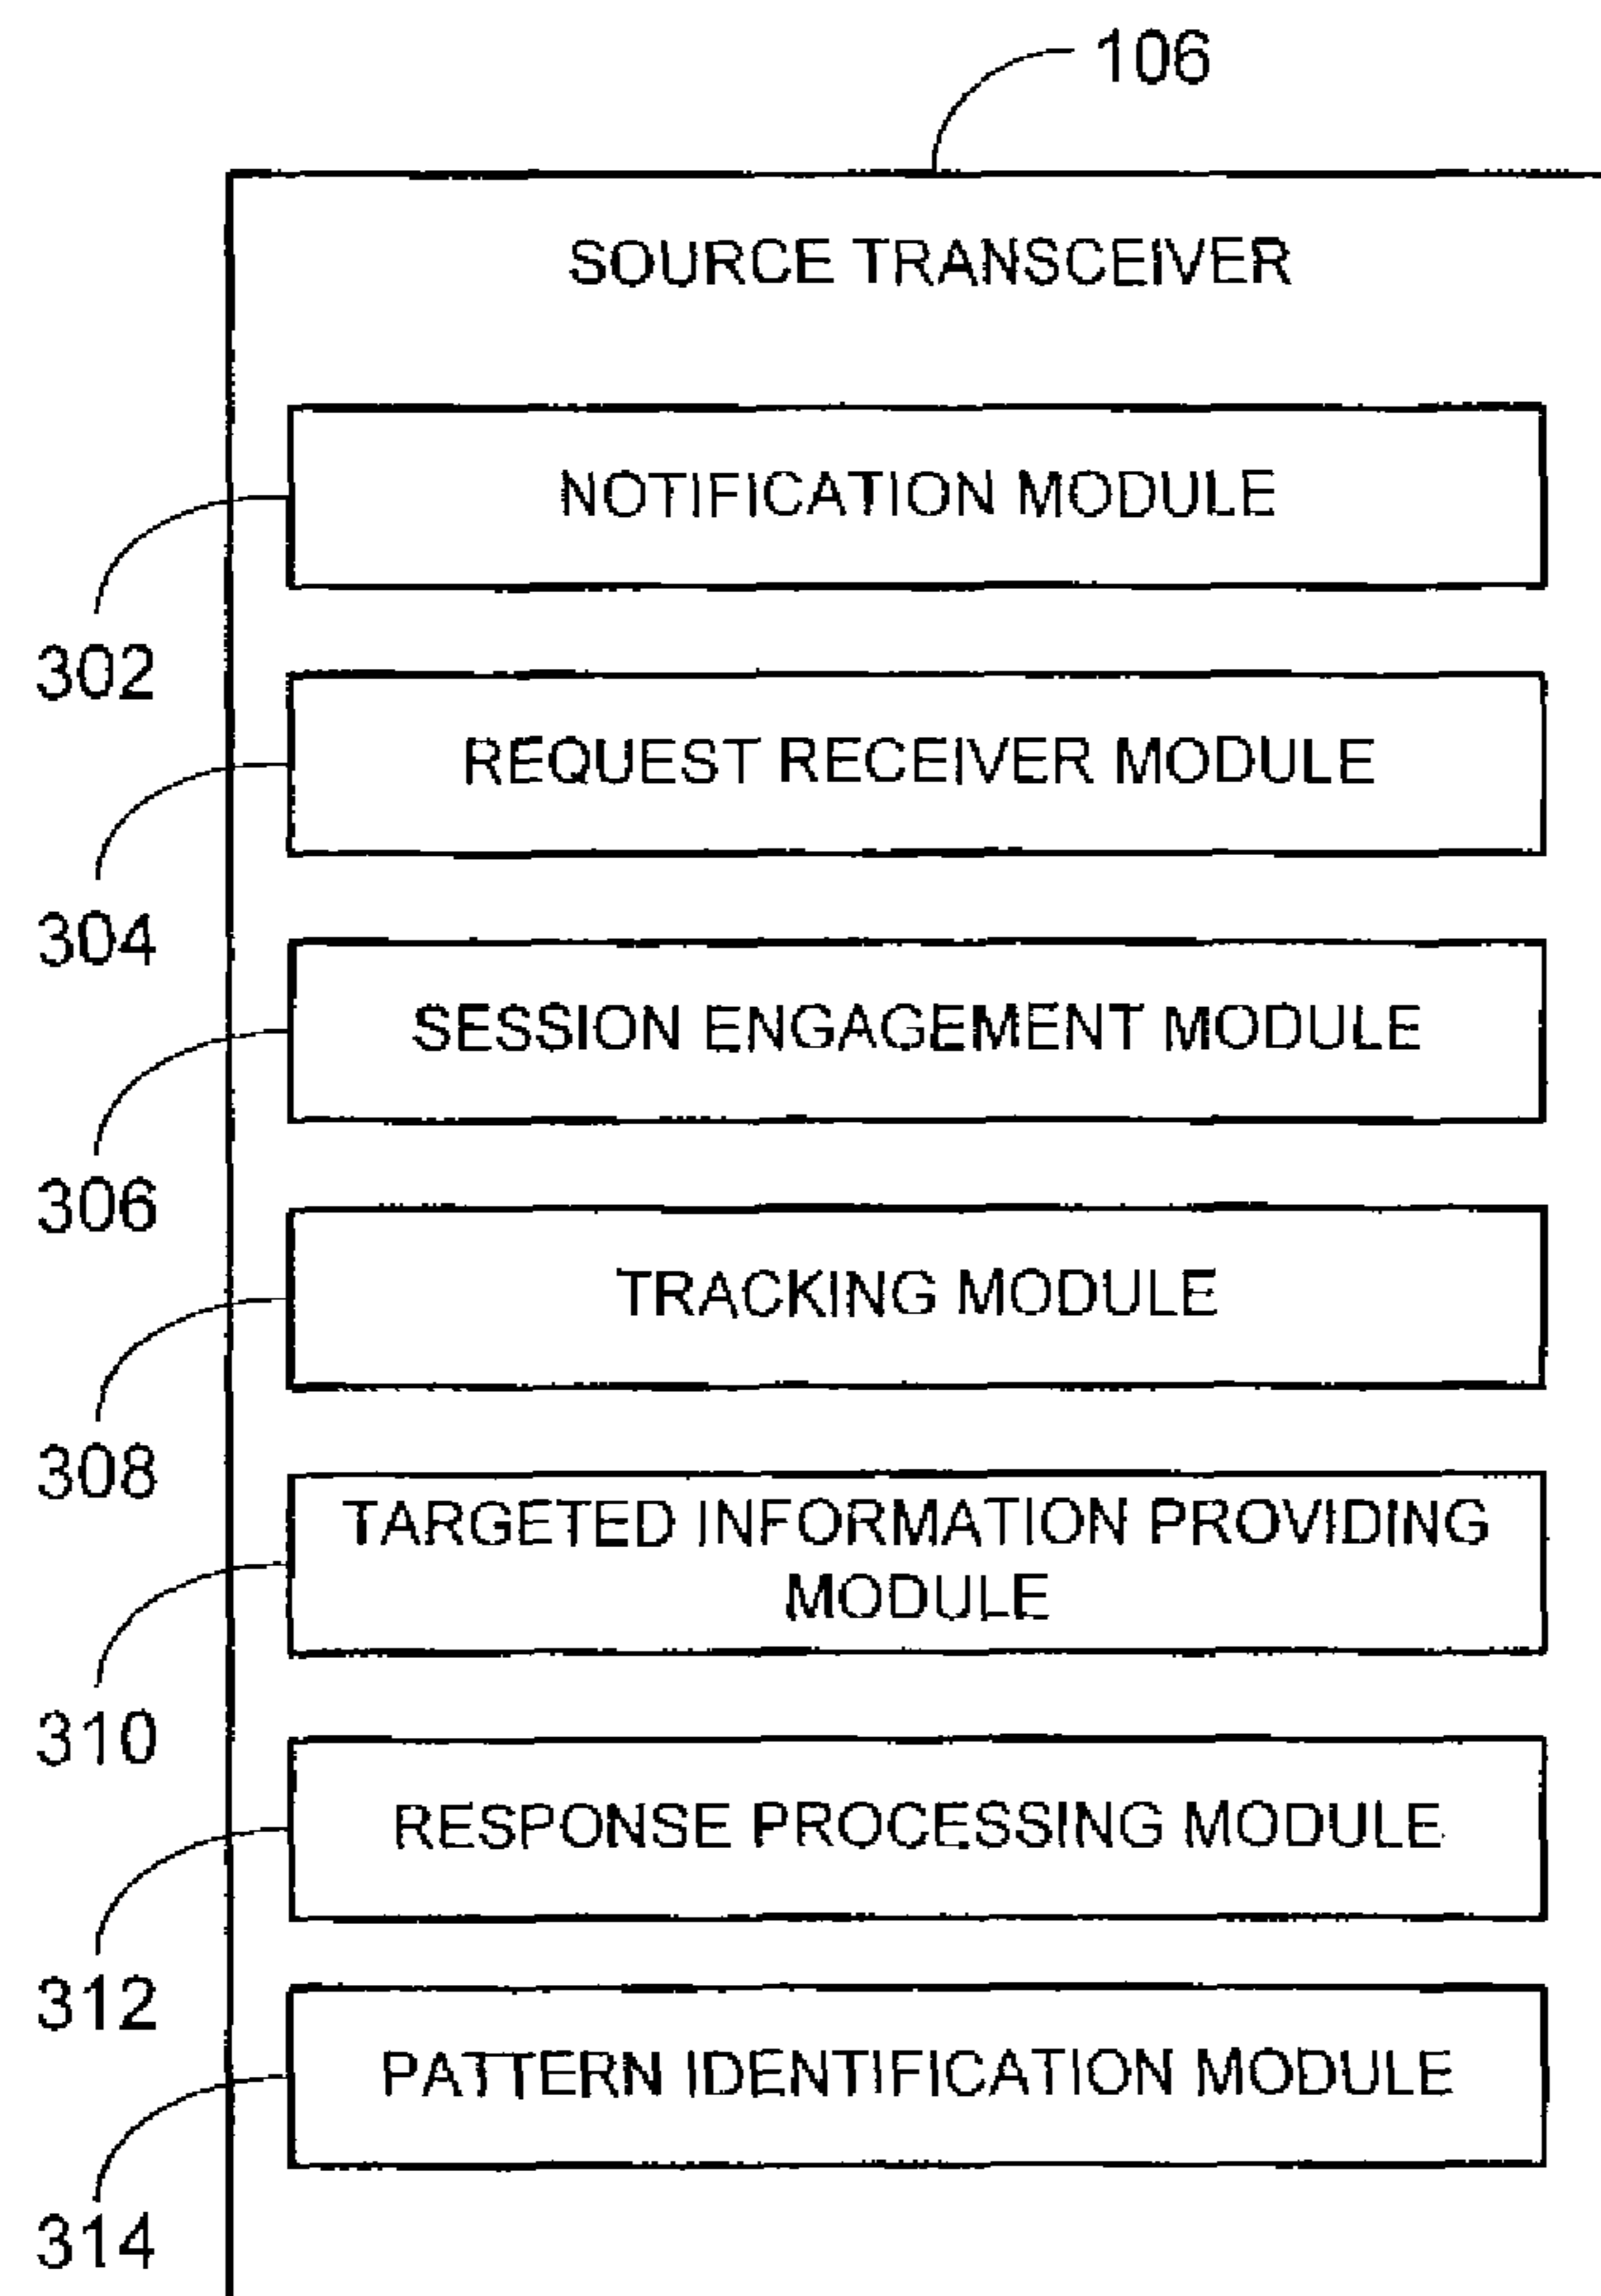 106
SOURCE TRANSCEIVER
NOTIFICATION MODULE
302
REQUEST RECEIVER MODULE
304
SESSION ENGAGEMENT MODULE
306
TRACKING MODULE
308
TARGETED INFORMATION PROVIDING
MODULE
310
RESPONSE PROCESSING MODULE
312
PATTERN IDENTIFICATION MODULE
314